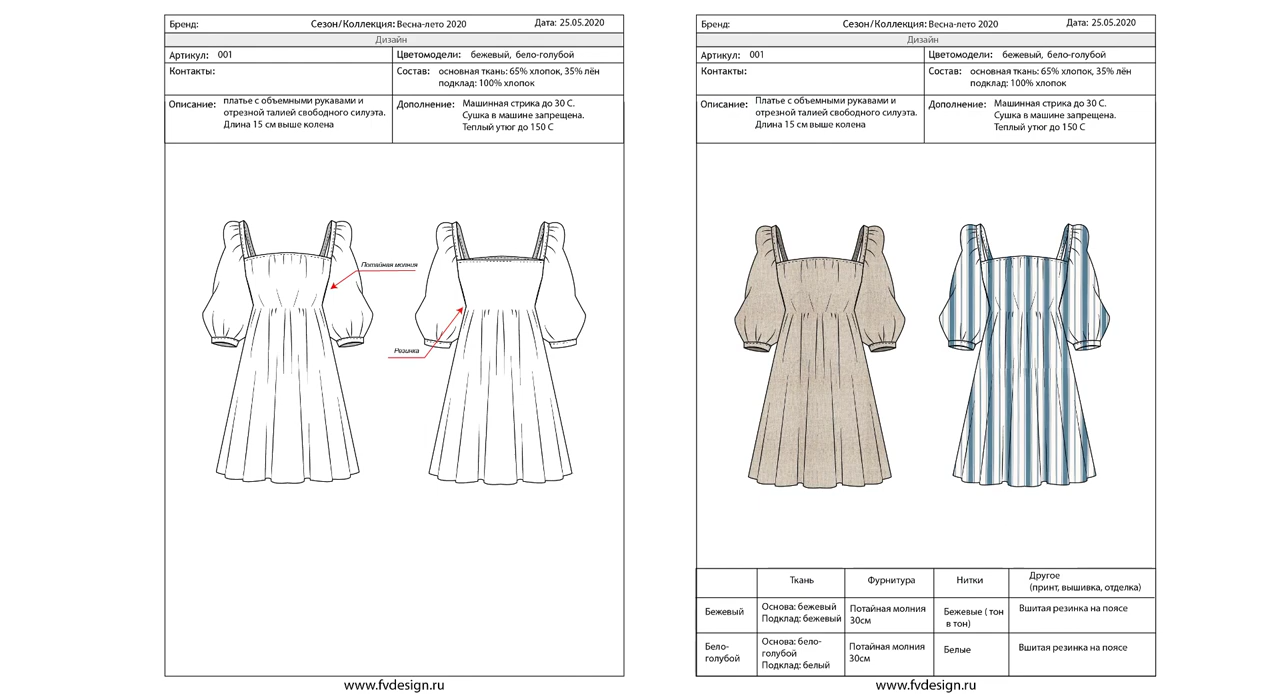 Бренд:
Сезон/Коллекция: Весна-лето 2020
Дата: 25.05.2020
Дизайн
Артикул: 001
Цветомодели: бежевый, бело-голубой
Контакты:
Состав: основная ткань: 65% хлопок, 35% лён
подклад: 100% хлопок
Описание: платье с объемными рукавами и
отрезной талией свободного силуэта.
Длина 15 см выше колена
Дополнение: Машинная стрика до 30 С.
Сушка в машине запрещена.
Теплый утюг до 150 С
Потайная молния
Резинка
www.fvdesign.ru
Бренд:
Сезон/Коллекция: Весна-лето 2020
Дата: 25.05.2020
Дизайн
Артикул: 001
Цветомодели: бежевый, бело-голубой
Контакты:
Состав: основная ткань: 65% хлопок, 35% лён
подклад: 100% хлопок
Описание: Платье с объемными рукавами и
отрезной талией свободного силуэта.
Длина 15 см выше колена
Дополнение: Машинная стрика до 30 С.
Сушка в машине запрещена.
Теплый утюг до 150 С
Ткань
Фурнитура
Нитки
Другое
(принт, вышивка, отделка)
Бежевый
Основа: бежевый
Подклад: бежевый
Потайная молния
30см
Бежевые ( тон
в тон)
Вшитая резинка на поясе
Бело-
голубой
Основа: бело-
голубой
Подклад: белый
Потайная молния
30см
Белые
Вшитая резинка на поясе
www.fvdesign.ru